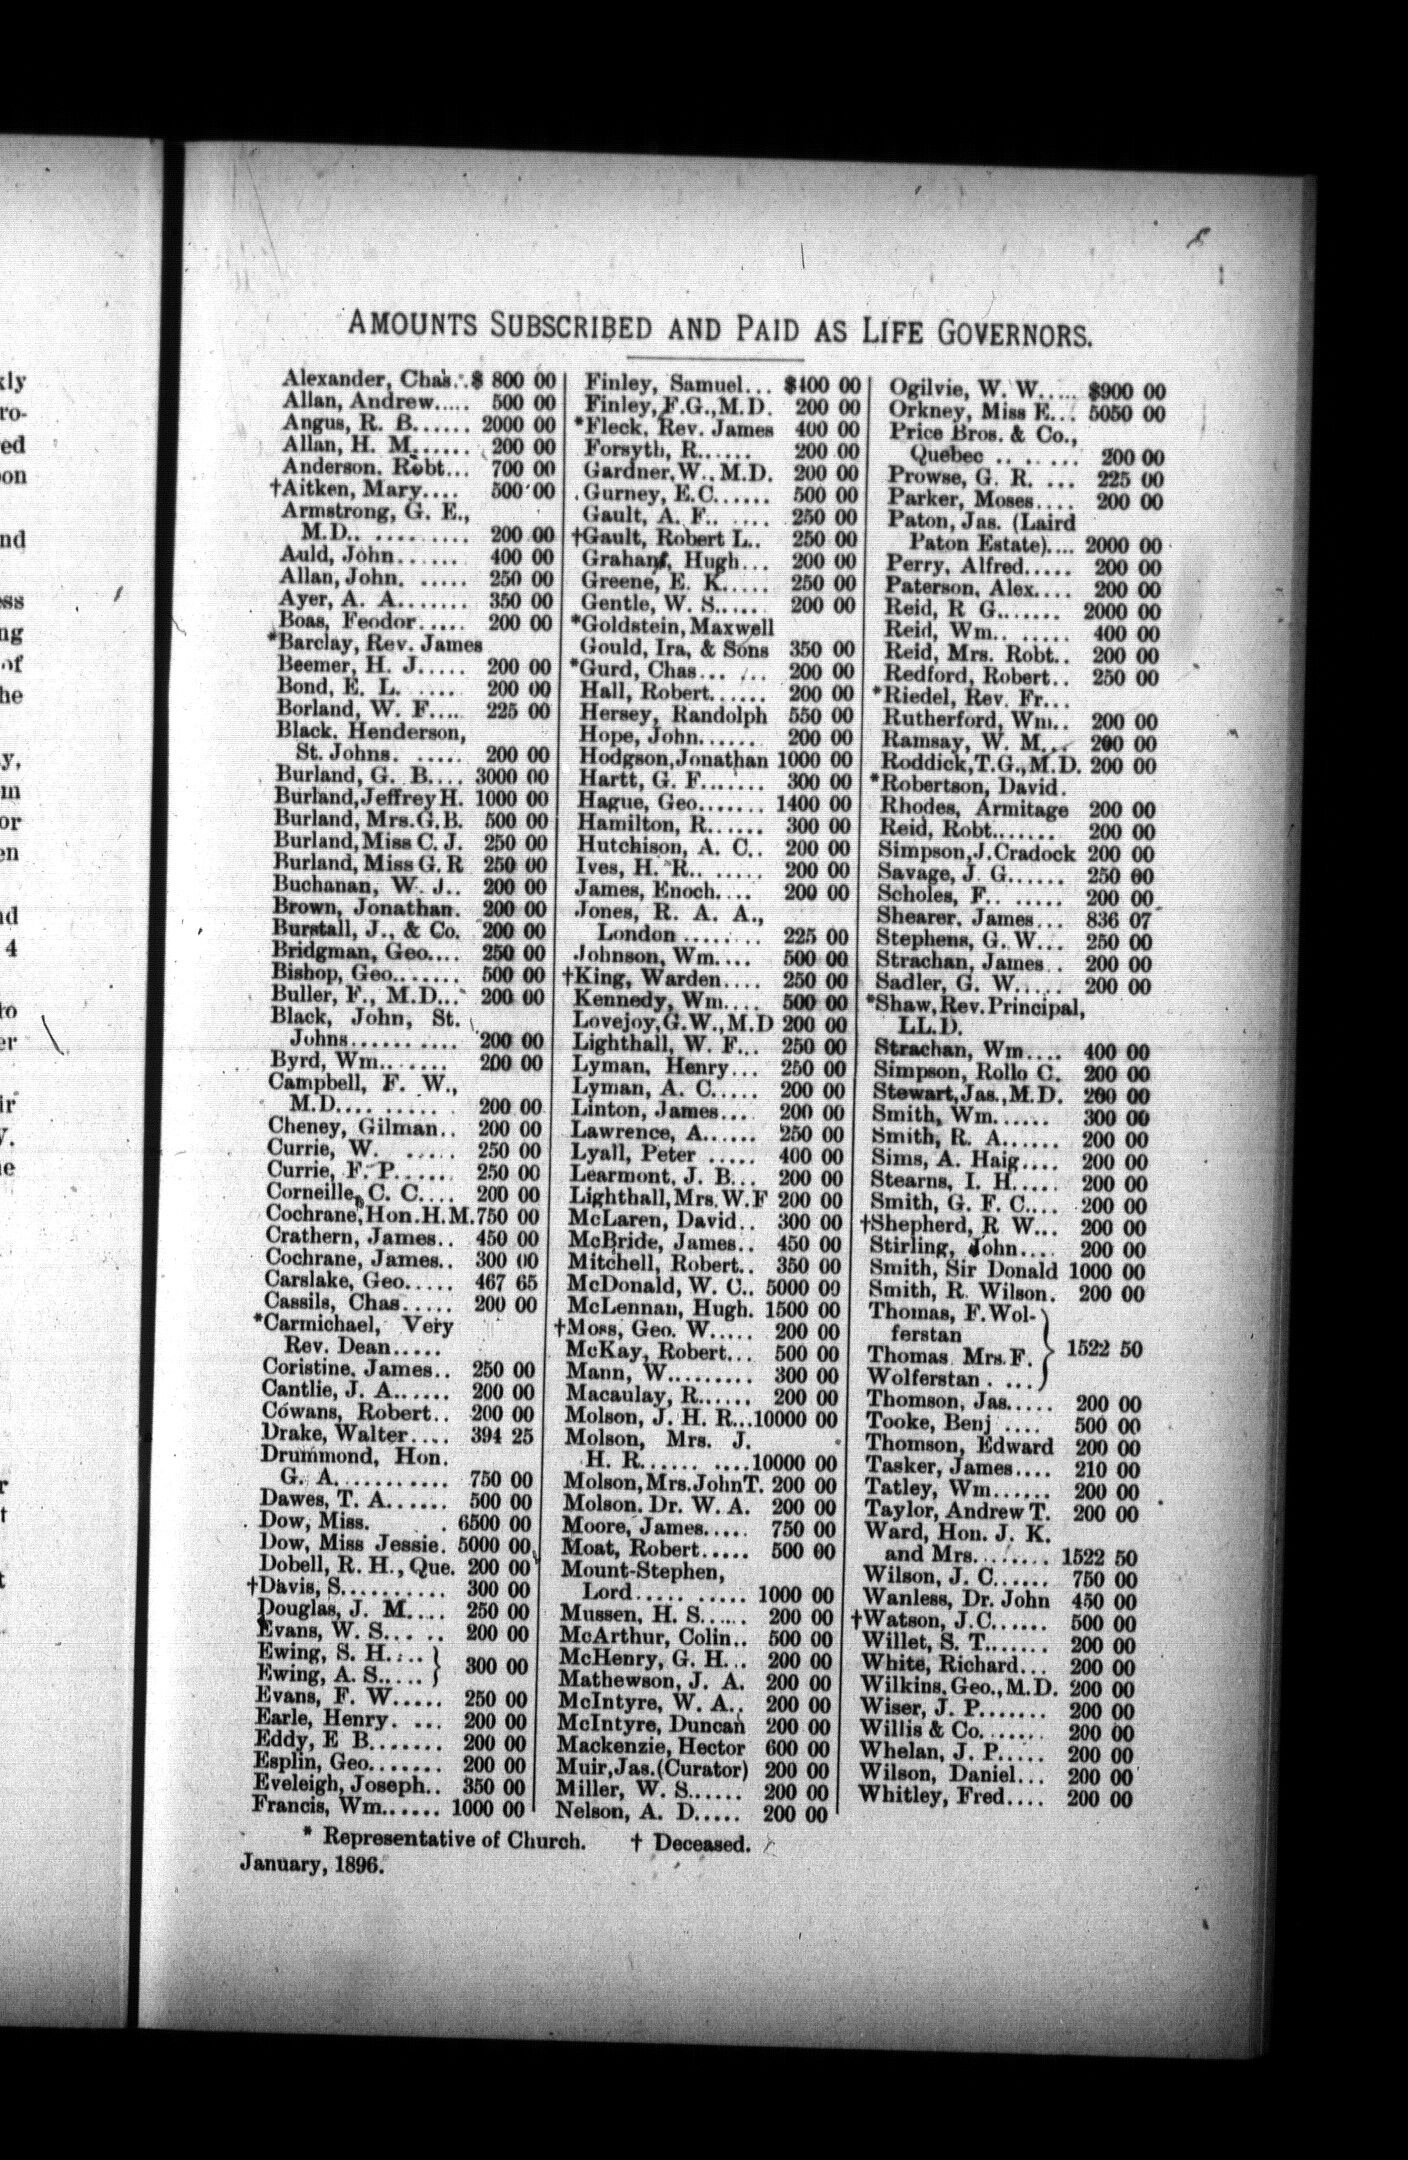 AMOUNTS SUBSCRIBED AND PAID AS LIFE GOVERNORS.
Alexander, Chas..$ 800 00
Allan, Andrew..... 500 00
Angus, R. B...... 2000 00
Allan, H. M...... 200 00
Anderson. Robt... 700 00
†Aitken, Mary.... 500 00
Armstrong, G. E.,
M.D.. ......... 200 00
Auld, John...... 400 00
Allan, John. ..... 250 00
Ayer, A. A....... 350 00
Boas, Feodor..... 200 00
*Barclay, Rev. James
Beemer, H. J..... 200 00
Bond, E. L. ..... 200 00
Borland, W. F.... 225 00
Black. Henderson,
St. Johns. ...... 200 00
Burland, G. B.... 3000 00
Burland, Jeffrey H. 1000 00
Burland, Mrs. G.B. 500 00
Burland, Miss C. J. 250 00
Burland, Miss G. R 250 00
Buchanan, W. J.. 200 00
Brown, Jonathan. 200 00
Burstall, J., & Co. 200 00
Bridgman, Geo.... 250 00
Bishop, Geo....... 500 00
Buller, F., M.D... 200 00
Black, John, St.
Johns.......... 200 00
Byrd, Wm........ 200 00
Campbell, F. W.,
M.D.... ...... 200 00
Cheney, Gilman.. 200 00
Currie, W. ..... 250 00
Currie, F. P...... 250 00
Corneille, C. C.... 200 00
Cochrane, Hon. H. M. 750 00
Crathern, James.. 450 00
Cochrane, James.. 300 00
Carslake, Geo..... 467 65
Cassils, Chas..... 200 00
*Carmichael, Very
Rev. Dean.....
Coristine, James.. 250 00
Cantlie, J. A...... 200 00
Cowans, Robert.. 200 00
Drake, Walter.... 394 25
Drummond, Hon.
G. A........... 750 00
Dawes, T. A...... 500 00
Dow, Miss. . 6500 00
Dow, Miss Jessie. 5000 00
Dobell, R. H., Que. 200 00
†Davis, S.......... 300 00
Douglas, J. M.... 250 00
Evans, W. S... .. 200 00
Ewing, S. H....
Ewing, A. S..... } 300 00
Evans, F. W..... 250 00
Earle, Henry. ... 200 00
Eddy, E B....... 200 00
Esplin, Geo....... 200 00
Eveleigh, Joseph.. 350 00
Francis, Wm...... 1000 00
Finley, Samuel... $400 00
Finley, F.G., M.D. 200 00
*Fleck, Rev. James 400 00
Forsyth, R...... 200 00
Gardner, W., M.D. 200 00
Gurney, E.C...... 500 00
Gault, A. F.. .... 250 00
†Gault, Robert L.. 250 00
Graham, Hugh... 200 00
Greene, E. K..... 250 00
Gentle, W. S..... 200 00
*Goldstein, Maxwell
Gould, Ira, & Sons 350 00
*Gurd, Chas... ... 200 00
Hall, Robert...... 200 00
Hersey, Randolph 550 00
Hope, John...... 200 00
Hodgson, Jonathan 1000 00
Hartt, G. F....... 300 00
Hague, Geo....... 1400 00
Hamilton, R...... 300 00
Hutchison, A. C.. 200 00
Ives, H. R.. ..... 200 00
James, Enoch.... 200 00
Jones, R. A. A.,
London ........ 225 00
Johnson, Wm.... 500 00
†King, Warden.... 250 00
Kennedy, Wm.... 500 00
Lovejoy, G.W., M.D 200 00
Lighthall, W. F... 250 00
Lyman, Henry... 250 00
Lyman, A. C..... 200 00
Linton, James... 200 00
Lawrence, A...... 250 00
Lyall, Peter ..... 400 00
Learmont, J. B... 200 00
Lighthall, Mrs. W.F 200 00
McLaren, David.. 300 00
McBride, James.. 450 00
Mitchell, Robert.. 350 00
McDonald, W. C.. 5000 00
McLennan, Hugh. 1500 00
†Moss, Geo. W..... 200 00
McKay, Robert... 500 00
Mann, W......... 300 00
Macaulay, R...... 200 00
Molson, J. H. R...10000 00
Molson, Mrs. J.
H. R...... ....10000 00
Molson, Mrs. John T. 200 00
Molson. Dr. W. A. 200 00
Moore, James..... 750 00
Moat, Robert..... 500 00
Mount-Stephen,
Lord..... ..... 1000 00
Mussen, H. S...... 200 00
McArthur, Colin.. 500 00
McHenry, G. H... 200 00
Mathewson, J. A. 200 00
McIntyre, W. A.. 200 00
McIntyre, Duncan 200 00
Mackenzie, Hector 600 00
Muir, Jas. (Curator) 200 00
Miller, W. S..... 200 00
Nelson, A. D..... 200 00
Ogilvie, W. W..... $900 00
Orkney, Miss E... 5050 00
Price Bros. & Co.,
Quebec .. .. ... 200 00
Prowse, G. R. ... 225 00
Parker, Moses.... 200 00
Paton, Jas. (Laird
Paton Estate).... 2000 00
Perry, Alfred..... 200 00
Paterson, Alex.... 200 00
Reid, R G....... 2000 00
Reid, Wm.. ..... 400 00
Reid, Mrs. Robt.. 200 00
Redford, Robert.. 250 00
*Riedel, Rev. Fr...
Rutherford, Wm.. 200 00
Ramsay, W. M... 200 00
Roddick, T.G., M.D. 200 00
*Robertson, David.
Rhodes, Armitage 200 00
Reid, Robt....... 200 00
Simpson, J. Cradock 200 00
Savage, J. G...... 250 00
Scholes, F.. ..... 200 00
Shearer, James... 836 07
Stephens, G. W... 250 00
Strachan, James.. 200 00
Sadler, G. W..... 200 00
*Shaw, Rev. Principal,
LL.D.
Strachan, Wm.... 400 00
Simpson, Rollo C. 200 00
Stewart, Jas., M.D. 200 00
Smith, Wm...... 300 00
Smith, R. A...... 200 00
Sims, A. Haig.... 200 00
Stearns, I. H..... 200 00
Smith, G. F. C.... 200 00
†Shepherd, R W... 200 00
Stirling, John.... 200 00
Smith, Sir Donald 1000 00
Smith, R. Wilson. 200 00
Thomas, F. Wol-
ferstan
Thomas Mrs. F. } 1522 50
Wolferstan . ...
Thomson, Jas..... 200 00
Tooke, Benj .... 500 00
Thomson, Edward 200 00
Tasker, James.... 210 00
Tatley, Wm...... 200 00
Taylor, Andrew T. 200 00
Ward, Hon. J. K.
and Mrs........ 1522 50
Wilson, J. C...... 750 00
Wanless, Dr. John 450 00
†Watson, J.C...... 500 00
Willet, S. T....... 200 00
White, Richard... 200 00
Wilkins, Geo., M.D. 200 00
Wiser, J. P....... 200 00
Willis & Co...... 200 00
Whelan, J. P..... 200 00
Wilson, Daniel... 200 00
Whitley, Fred.... 200 00
* Representative of Church. † Deceased.
January, 1896.